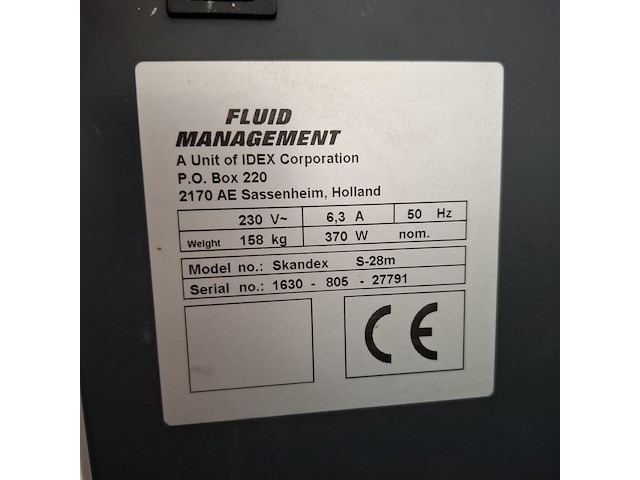 FLUID
MANAGEMENT
A Unit of IDEX Corporation
P.O. Box 220
2170 AE Sassenheim, Holland
230 V~ 6,3 A 50 Hz
Weight 158 kg 370 W nom.
Model no.: Skandex S-28m
Serial no.: 1630 - 805 - 27791
CE